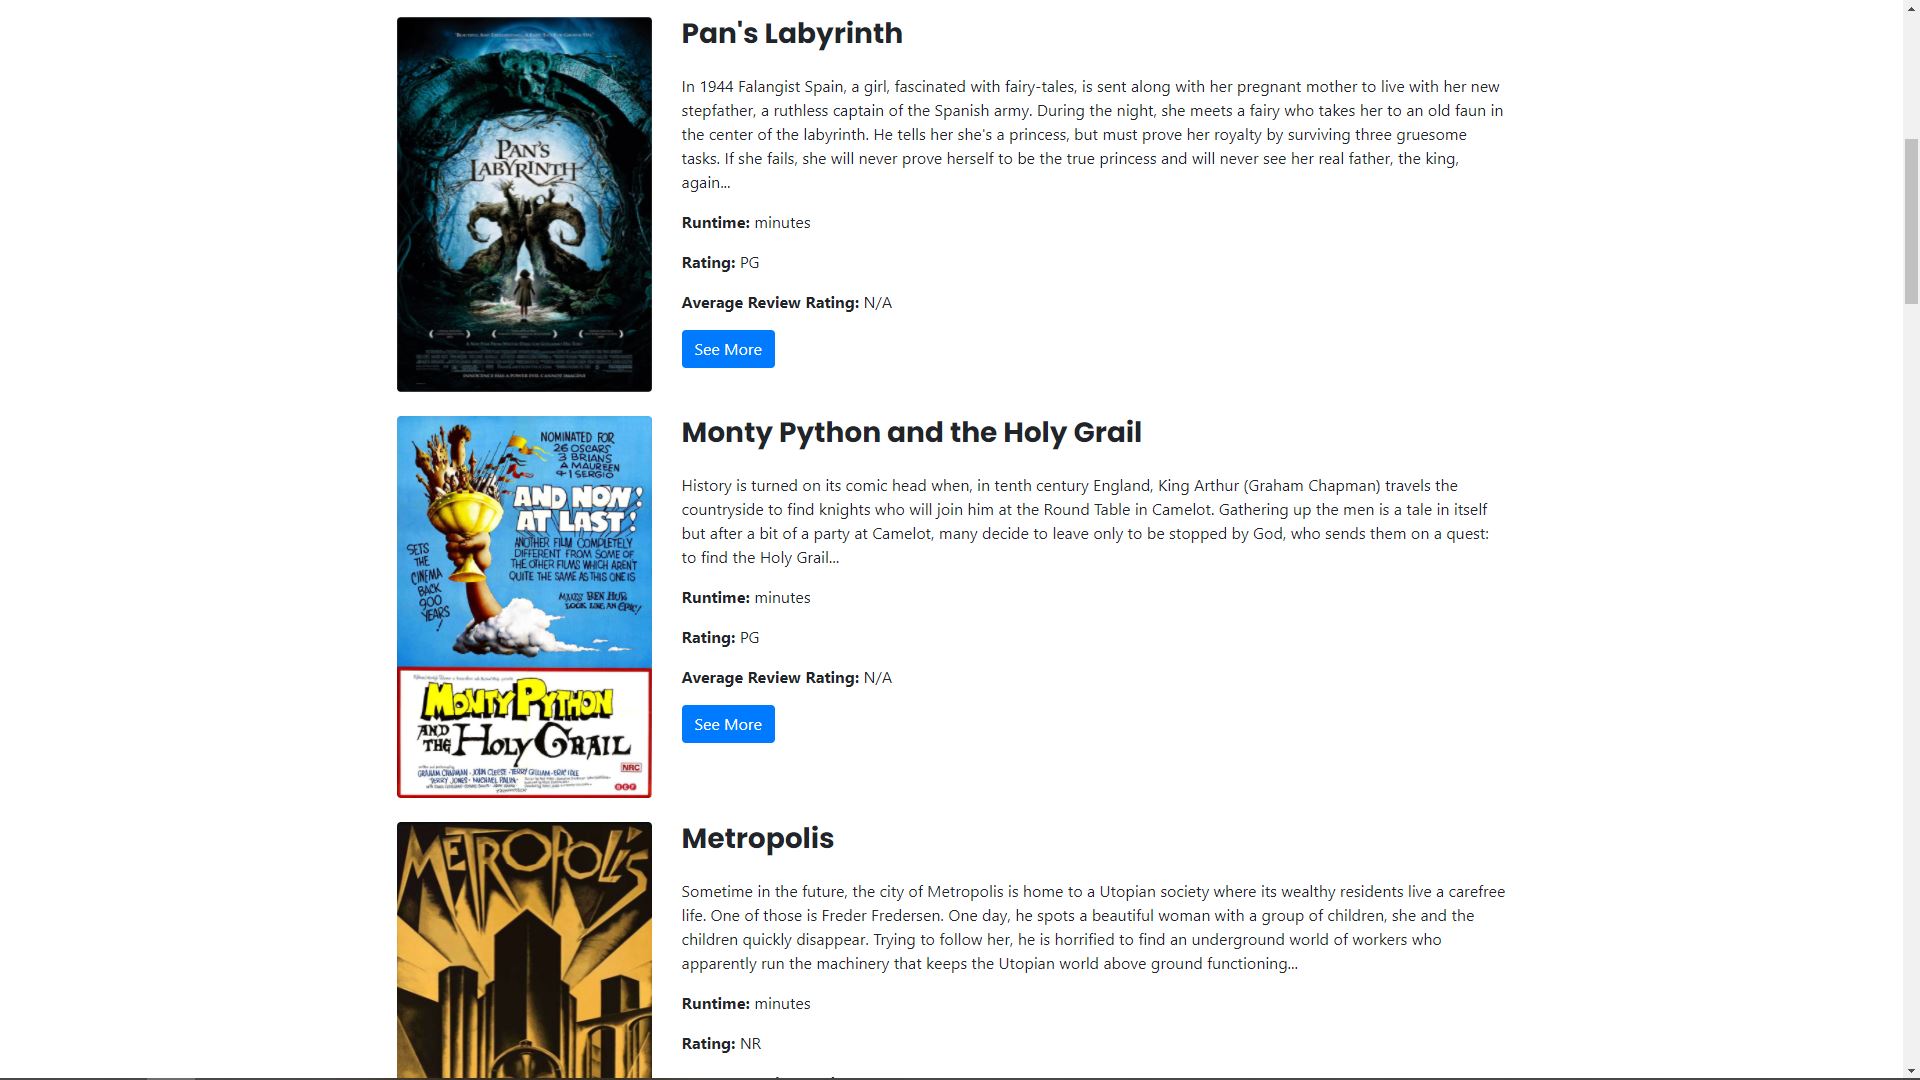 Pan's Labyrinth
In 1944 Falangist Spain, a girl, fascinated with fairy-tales, is sent along with her pregnant mother to live with her new
stepfather, a ruthless captain of the Spanish army. During the night, she meets a fairy who takes her to an old faun in
the center of the labyrinth. He tells her she's a princess, but must prove her royalty by surviving three gruesome
tasks. If she fails, she will never prove herself to be the true princess and will never see her real father, the king,
again...
Runtime: minutes
Rating: PG
Average Review Rating: N/A
See More
PAN'S
LABYRINTH
INNOCENCE HAS A POWER EVIL CANNOT IMAGINE
Monty Python and the Holy Grail
History is turned on its comic head when, in tenth century England, King Arthur (Graham Chapman) travels the
countryside to find knights who will join him at the Round Table in Camelot. Gathering up the men is a tale in itself
but after a bit of a party at Camelot, many decide to leave only to be stopped by God, who sends them on a quest:
to find the Holy Grail...
Runtime: minutes
Rating: PG
Average Review Rating: N/A
See More
NOMINATED FOR
26 OSCARS
3 BRIANS
A MAUREEN
& 1 SERGIO
AND NOW!
AT LAST!
ANOTHER FILM COMPLETELY
DIFFERENT FROM SOME OF
THE OTHER FILMS WHICH AREN'T
QUITE THE SAME AS THIS ONE IS
SETS
THE
CINEMA
BACK
900
YEARS!
MAKES BEN HUR
LOOK LIKE AN EPIC!
MONTY PYTHON
AND
THE HOLY GRAIL
GRAHAM CHAPMAN · JOHN CLEESE · TERRY GILLIAM · ERIC IDLE
TERRY JONES · MICHAEL PALIN
NRC
Metropolis
Sometime in the future, the city of Metropolis is home to a Utopian society where its wealthy residents live a carefree
life. One of those is Freder Fredersen. One day, he spots a beautiful woman with a group of children, she and the
children quickly disappear. Trying to follow her, he is horrified to find an underground world of workers who
apparently run the machinery that keeps the Utopian world above ground functioning...
Runtime: minutes
Rating: NR
METROPOLIS